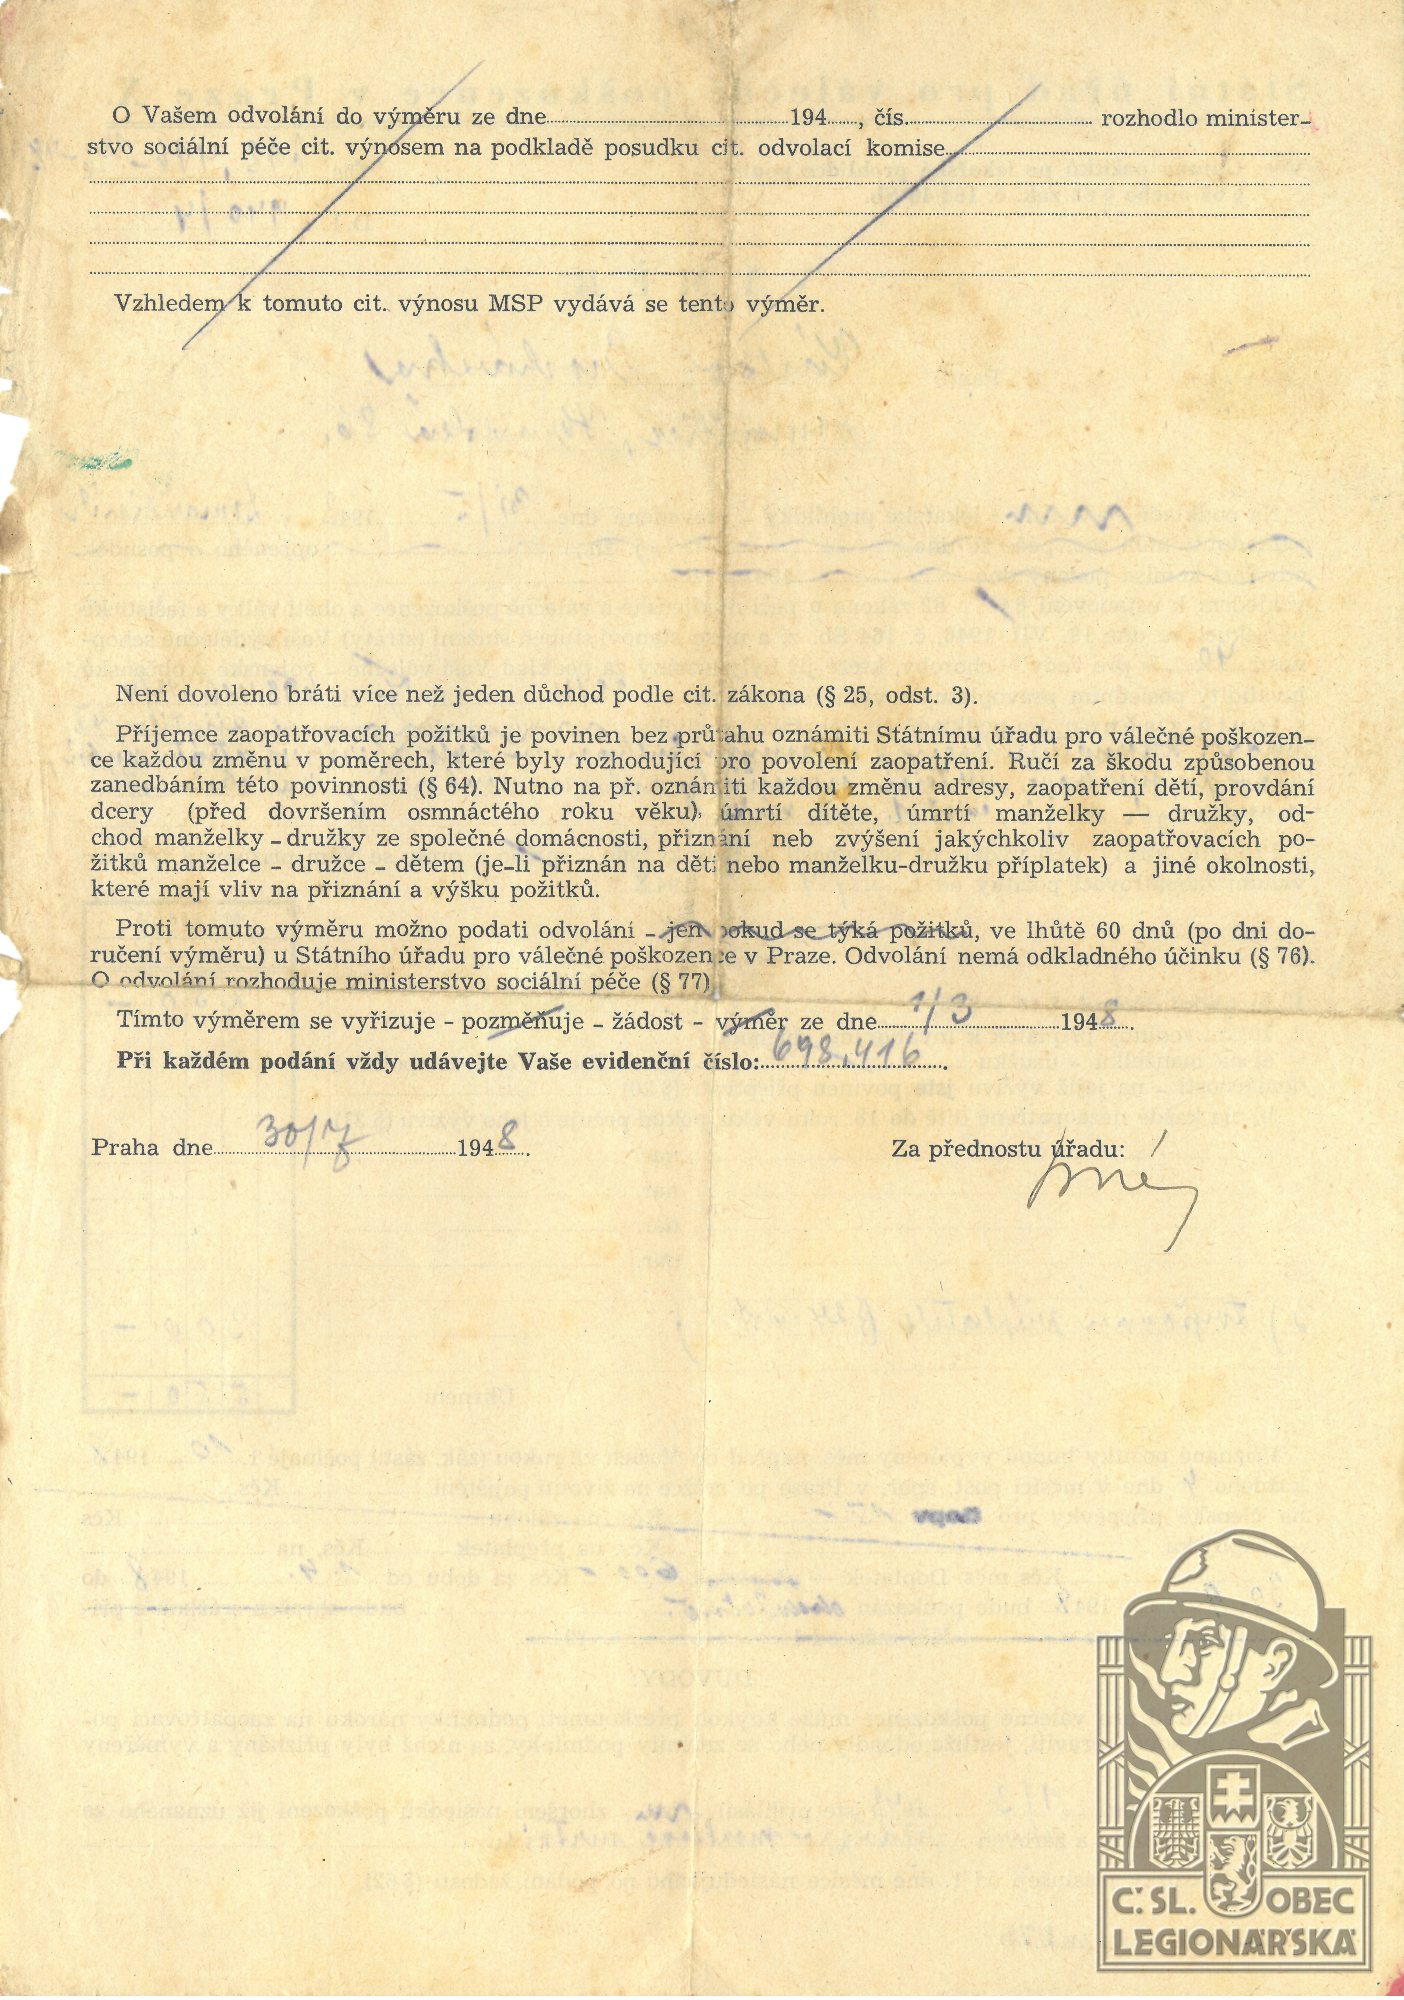 O Vašem odvolání do výměru ze dne 194 , čís. rozhodlo minister-
stvo sociální péče cit. výnosem na podkladě posudku cit. odvolací komise
Vzhledem k tomuto cit. výnosu MSP vydává se tento výměr.
Není dovoleno bráti více než jeden důchod podle cit. zákona (§ 25, odst. 3).
Příjemce zaopatřovacích požitků je povinen bez průtahu oznámiti Státnímu úřadu pro válečné poškozen-
ce každou změnu v poměrech, které byly rozhodující pro povolení zaopatření. Ručí za škodu způsobenou
zanedbáním této povinnosti (§ 64). Nutno na př. oznámiti každou změnu adresy, zaopatření dětí, provdání
dcery (před dovršením osmnáctého roku věku), úmrtí dítěte, úmrtí manželky — družky, od-
chod manželky - družky ze společné domácnosti, přiznání neb zvýšení jakýchkoliv zaopatřovacích po-
žitků manželce - družce - dětem (je-li přiznán na děti nebo manželku-družku příplatek) a jiné okolnosti,
které mají vliv na přiznání a výšku požitků.
Proti tomuto výměru možno podati odvolání - jen pokud se týká požitků, ve lhůtě 60 dnů (po dni do-
ručení výměru) u Státního úřadu pro válečné poškozence v Praze. Odvolání nemá odkladného účinku (§ 76).
O odvolání rozhoduje ministerstvo sociální péče (§ 77)
Tímto výměrem se vyřizuje - pozměňuje - žádost - výměr ze dne 1/3 1948.
Při každém podání vždy udávejte Vaše evidenční číslo: 698.416.
Praha dne 30/7 1948.
Za přednostu úřadu:
Č.SL. OBEC
LEGIONÁŘSKÁ